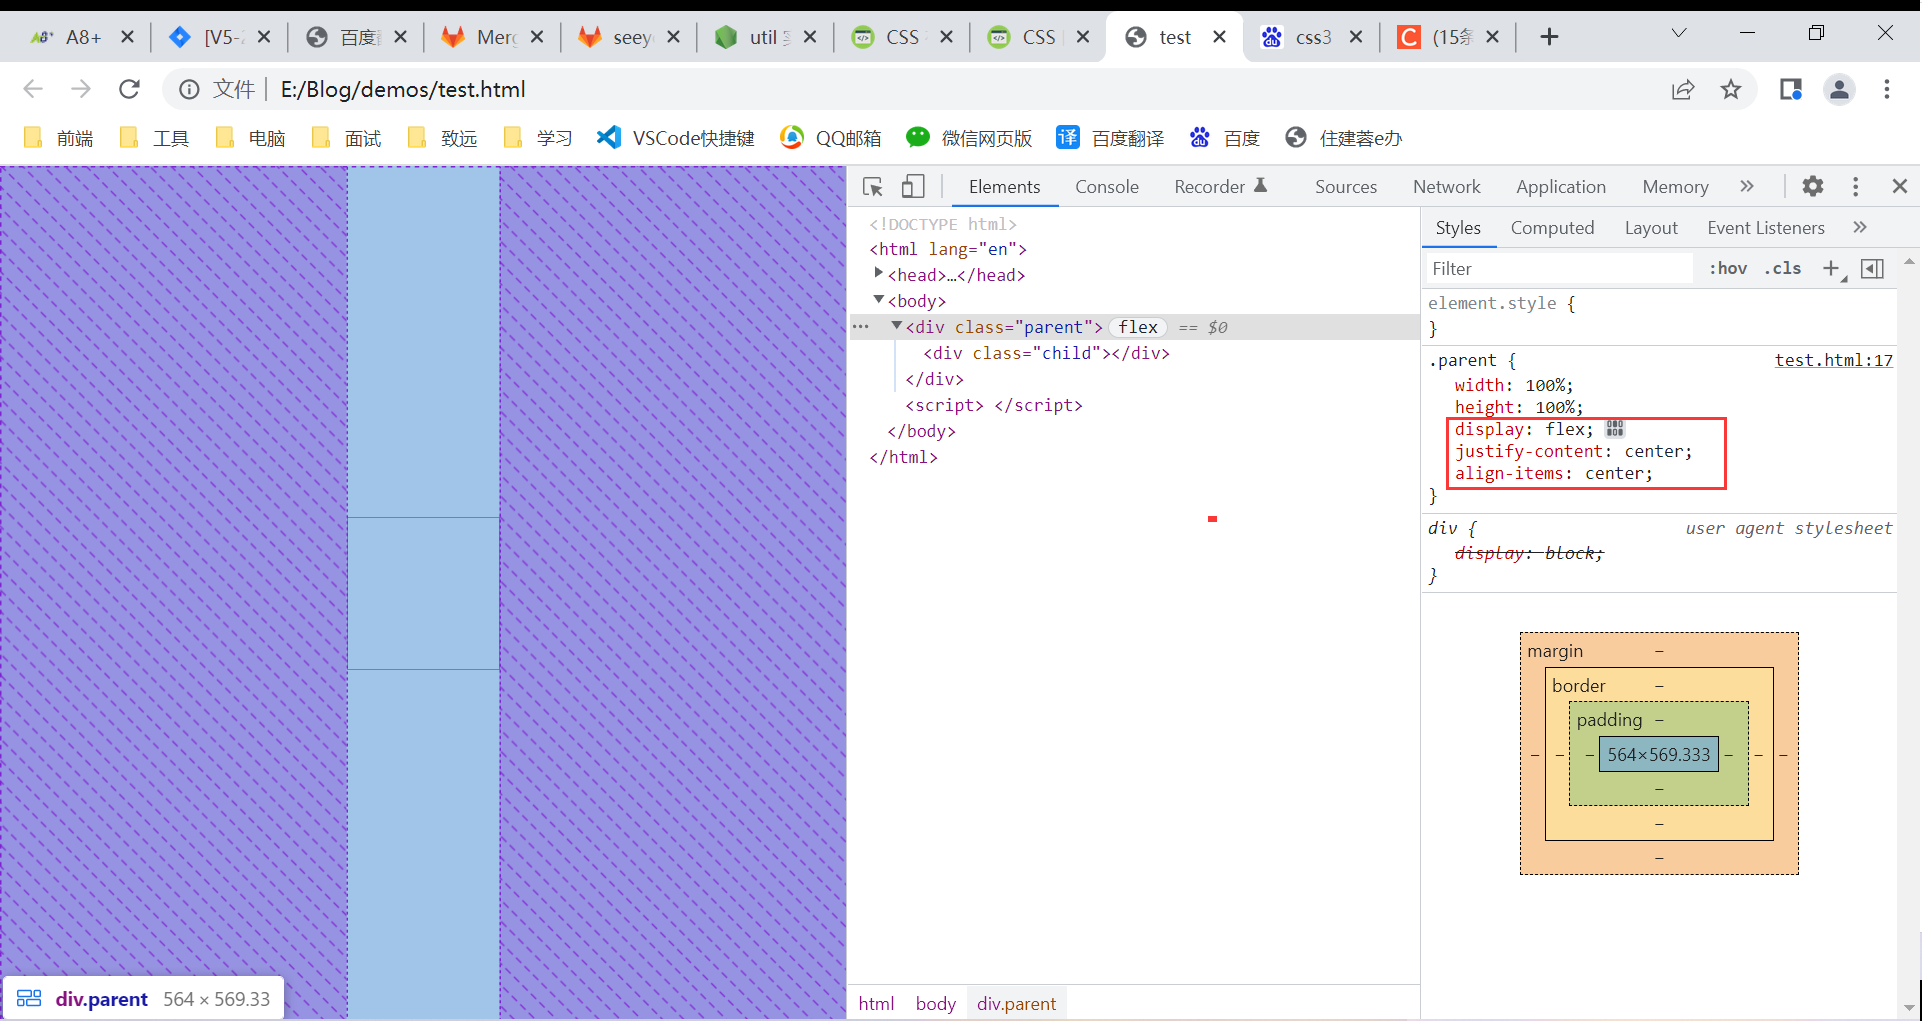 A8+
[V5-
百度
Merg
seeyo
util
CSS
CSS
test
css3
(15条
文件 | E:/Blog/demos/test.html
前端 工具 电脑 面试 致远 学习 VSCode快捷键 QQ邮箱 微信网页版 译 百度翻译 百度 住建蓉e办
Elements Console Recorder Sources Network Application Memory »
<!DOCTYPE html>
<html lang="en">
<head>…</head>
<body>
<div class="parent"> flex == $0
<div class="child"></div>
</div>
<script> </script>
</body>
</html>
html body div.parent
Styles Computed Layout Event Listeners »
Filter :hov .cls +
element.style {
}
.parent { test.html:17
width: 100%;
height: 100%;
display: flex;
justify-content: center;
align-items: center;
}
div { user agent stylesheet
display: block;
}
margin –
border –
padding –
– – – 564×569.333 – – –
–
–
–
div.parent 564 × 569.33